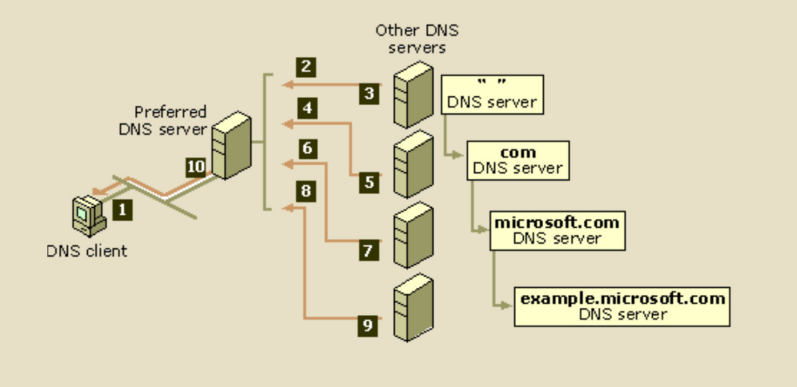 Other DNS
servers
2
3
" "
DNS server
Preferred
DNS server
4
com
DNS server
6
10
5
8
1
microsoft.com
DNS server
DNS client
7
example.microsoft.com
DNS server
9